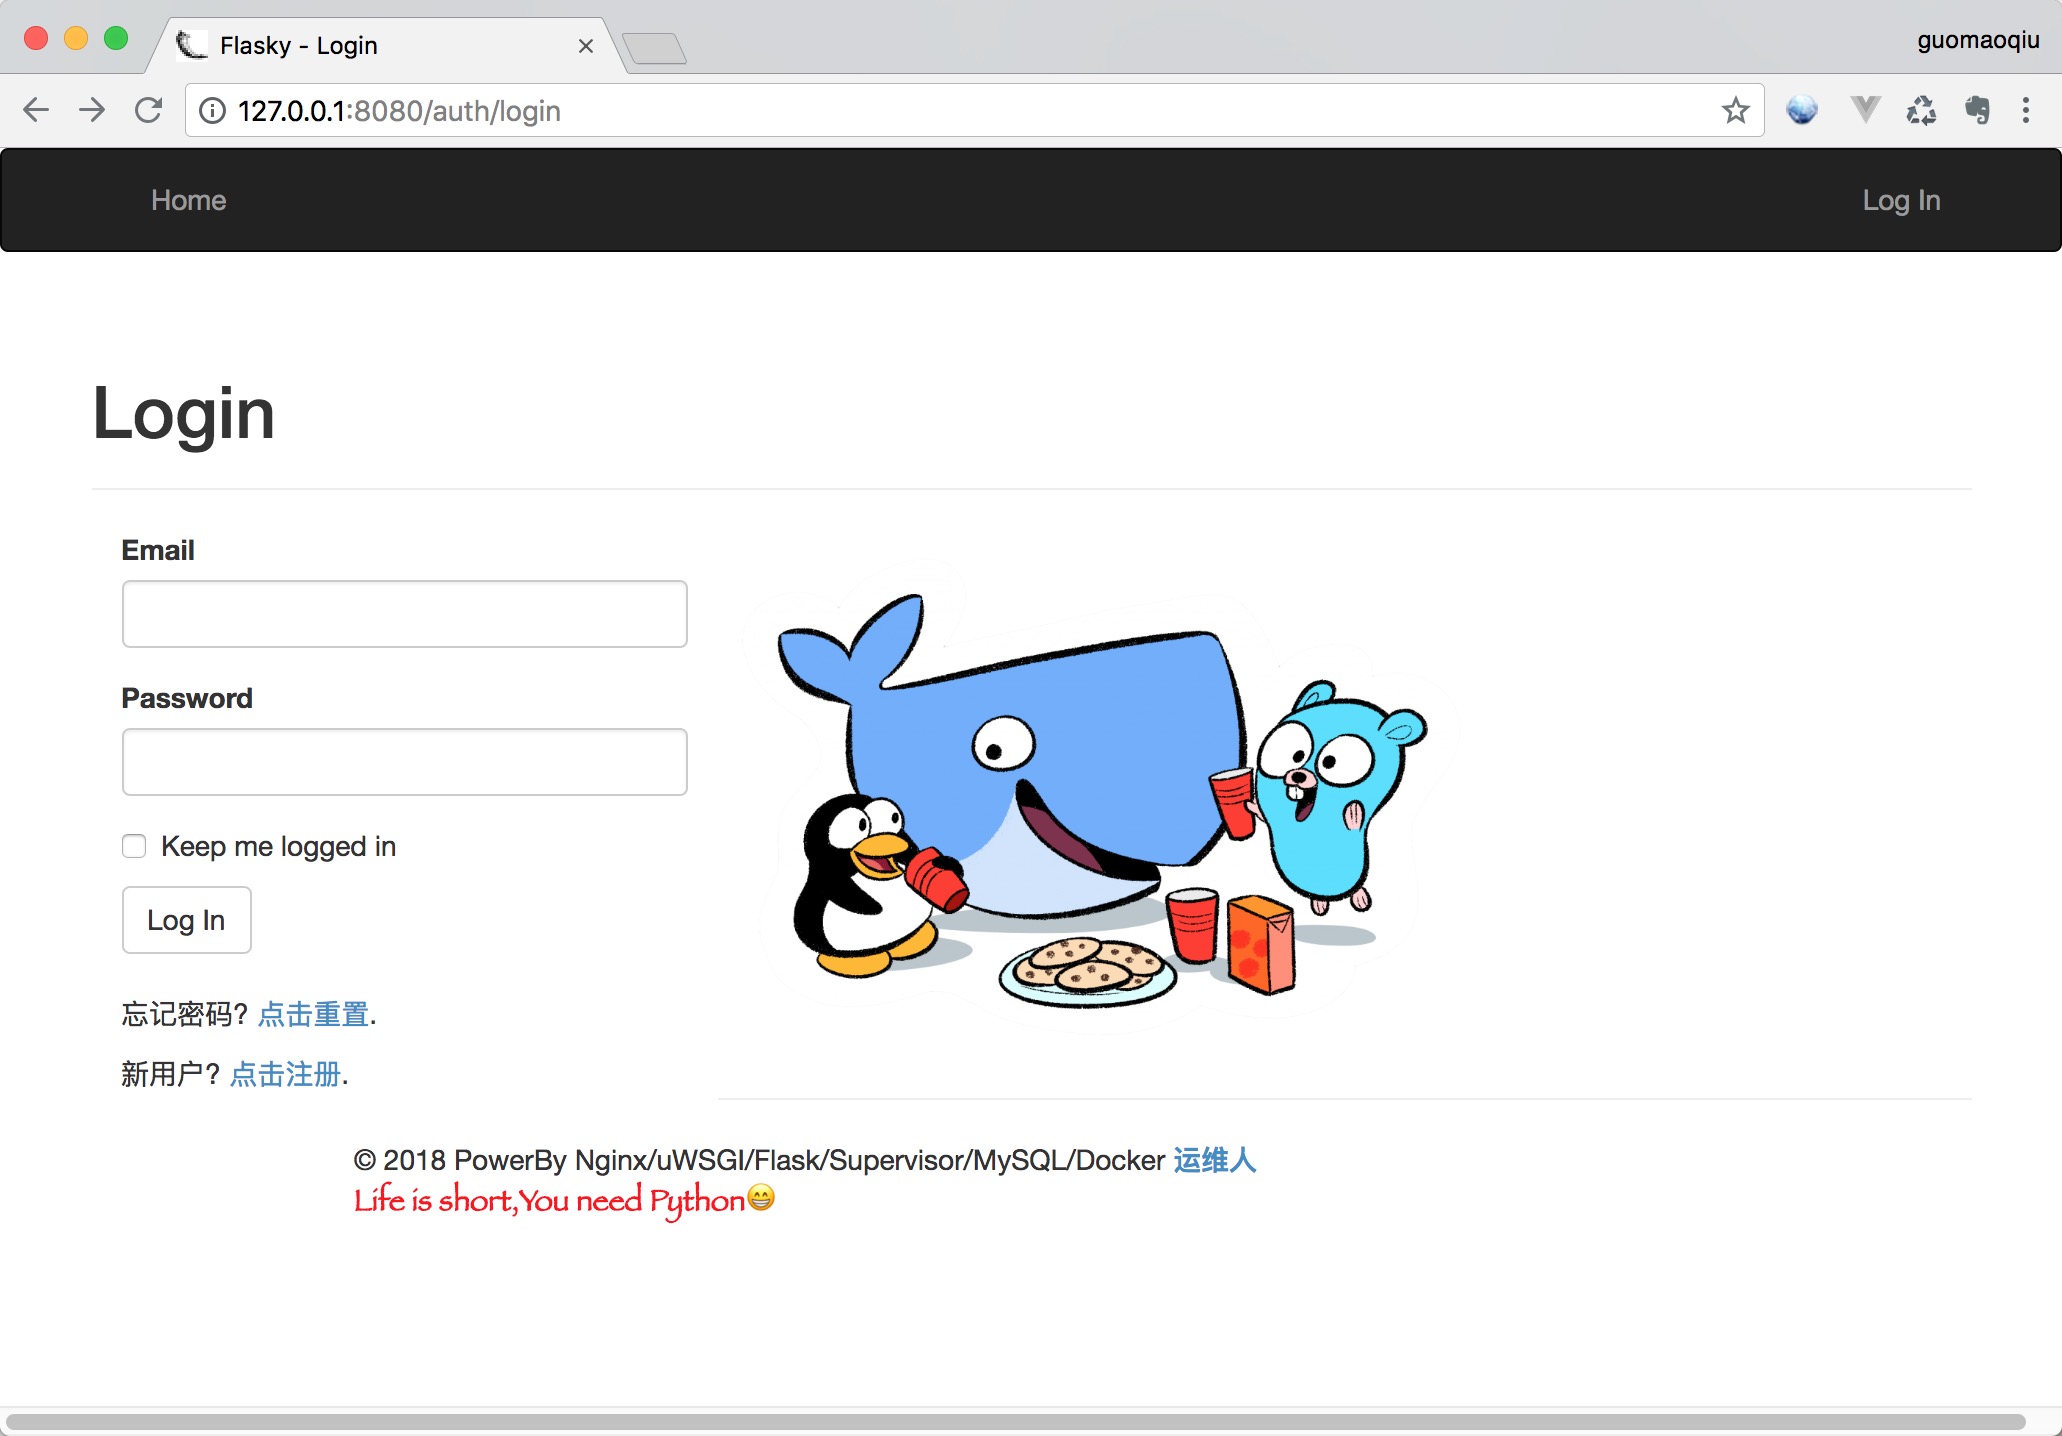 Flasky - Login
guomaoqiu
127.0.0.1:8080/auth/login
Home
Log In
Login
Email
Password
Keep me logged in
Log In
忘记密码? 点击重置.
新用户? 点击注册.
© 2018 PowerBy Nginx/uWSGI/Flask/Supervisor/MySQL/Docker 运维人
Life is short,You need Python😁